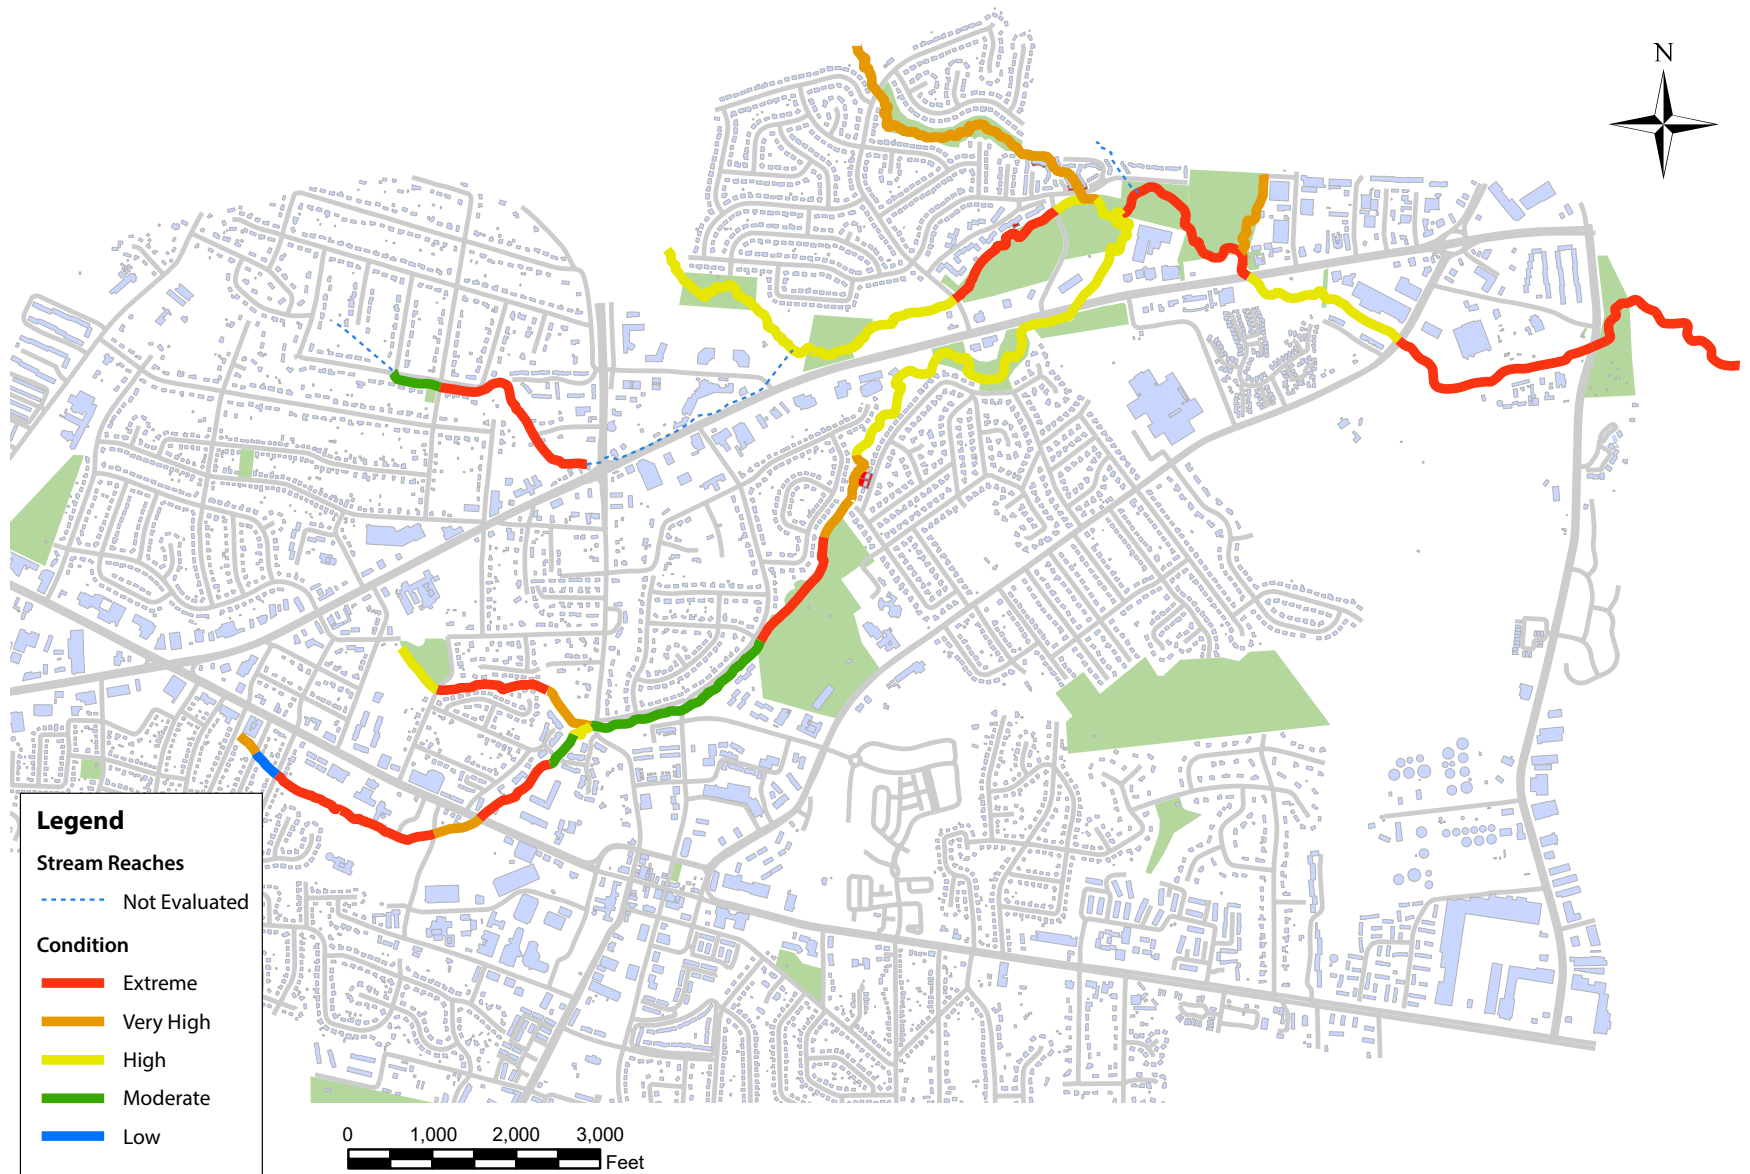 N
Legend
Stream Reaches
Not Evaluated
Condition
Extreme
Very High
High
Moderate
Low
0 1,000 2,000 3,000
Feet